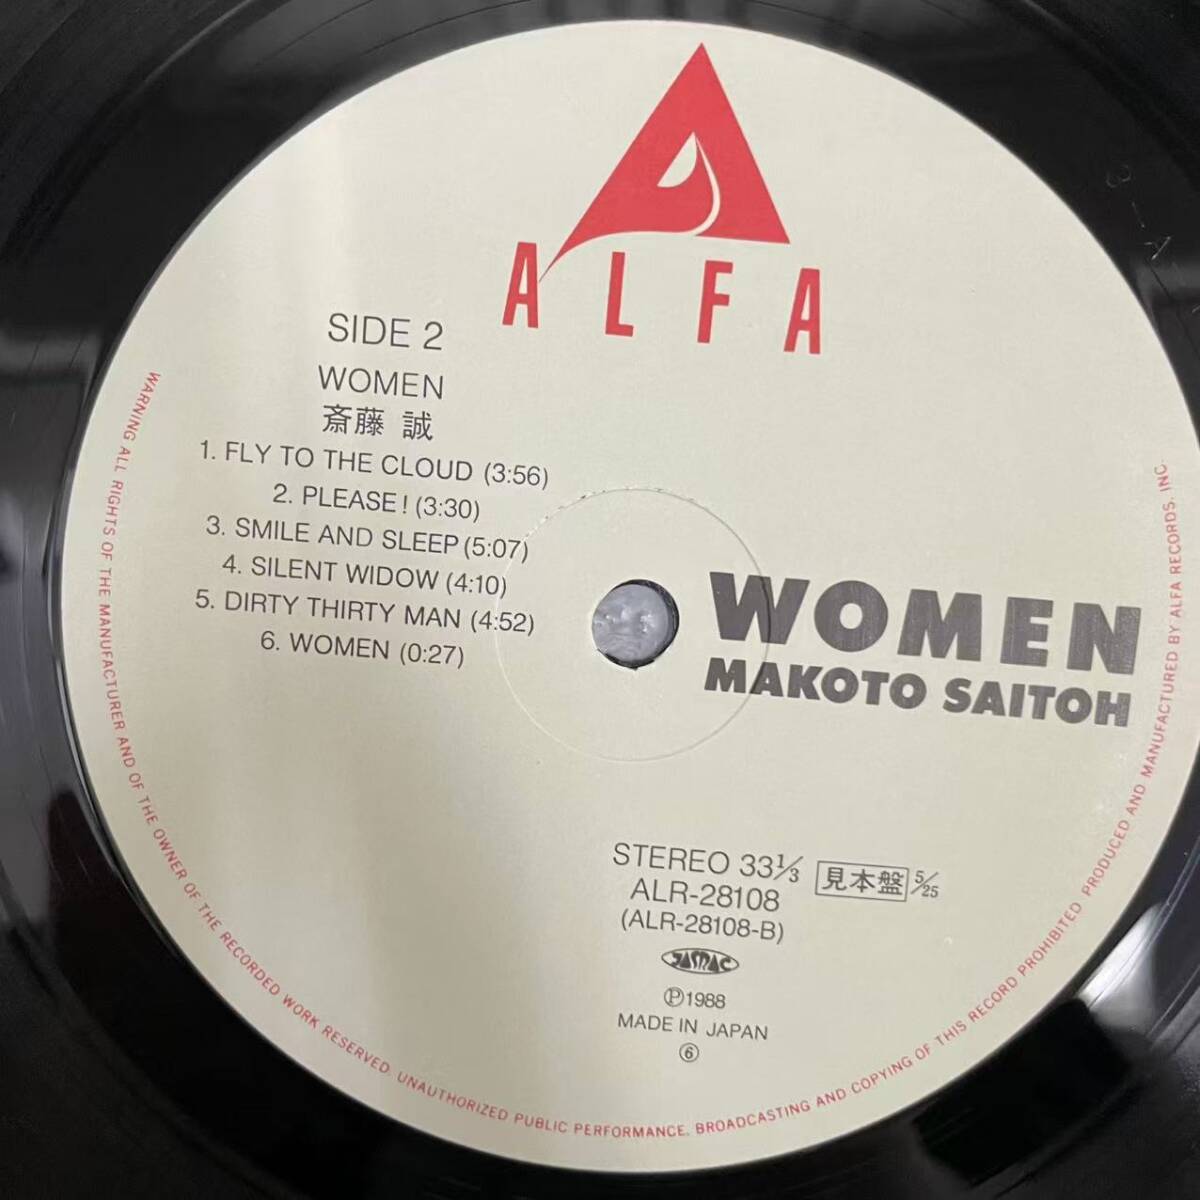 ALFA
SIDE 2
WOMEN
斎藤 誠
1. FLY TO THE CLOUD (3:56)
2. PLEASE! (3:30)
3. SMILE AND SLEEP (5:07)
4. SILENT WIDOW (4:10)
5. DIRTY THIRTY MAN (4:52)
6. WOMEN (0:27)
WOMEN
MAKOTO SAITOH
STEREO 33 1/3 見本盤 5/25
ALR-28108
(ALR-28108-B)
JASRAC
Ⓟ1988
MADE IN JAPAN
⑥
WARNING ALL RIGHTS OF THE MANUFACTURER AND OF THE OWNER OF THE RECORDED WORK RESERVED. UNAUTHORIZED PUBLIC PERFORMANCE, BROADCASTING AND COPYING OF THIS RECORD PROHIBITED. PRODUCED AND MANUFACTURED BY ALFA RECORDS, INC.